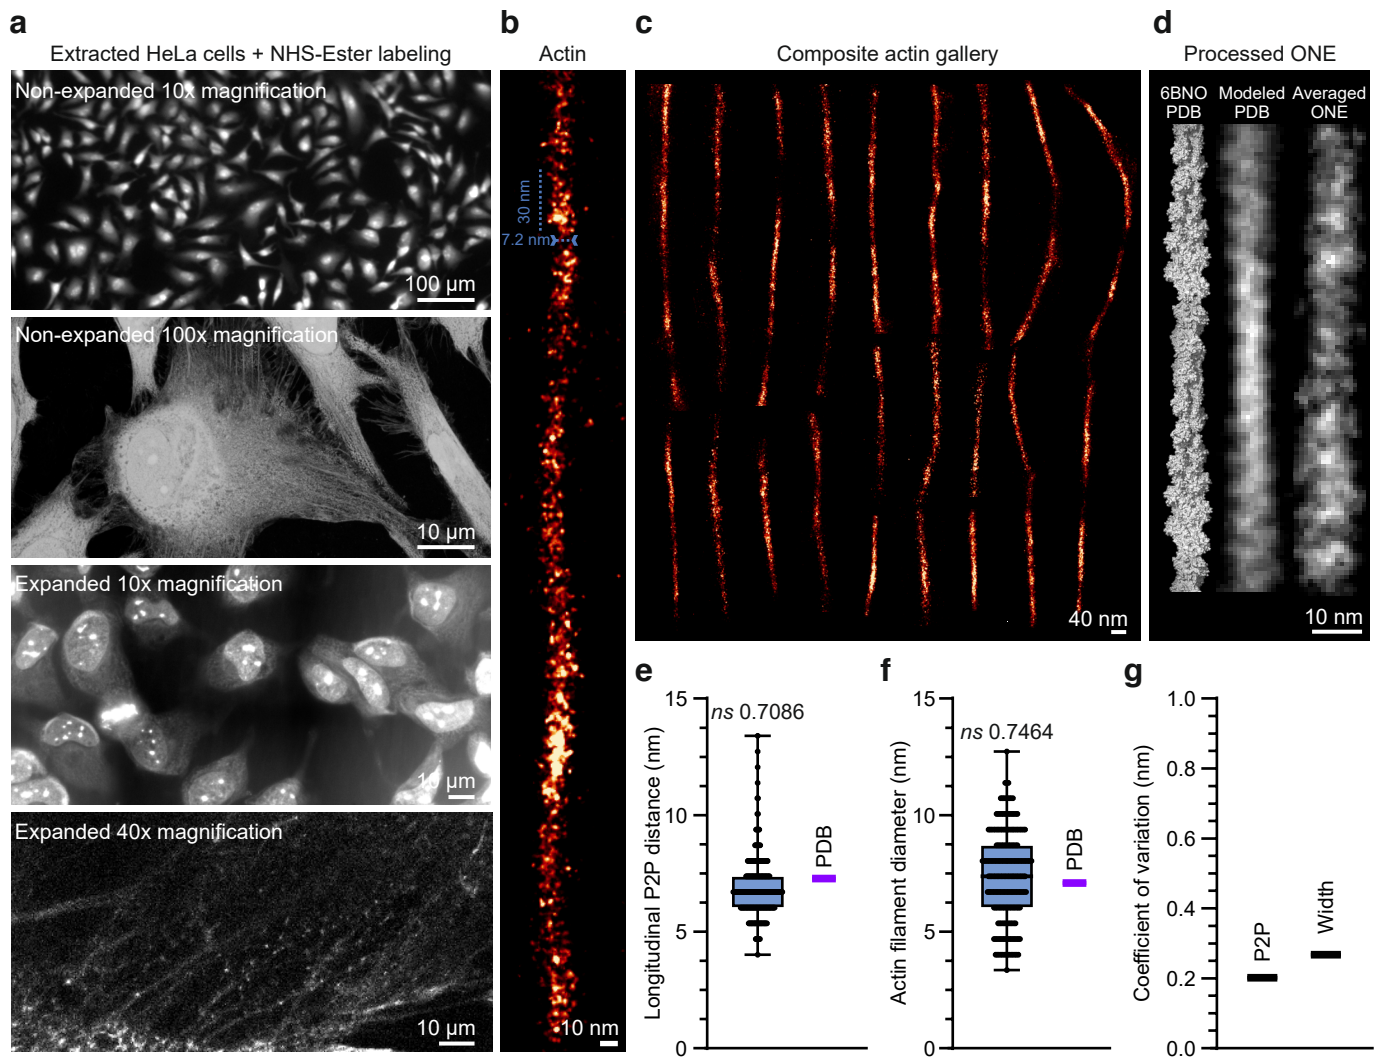 a
Extracted HeLa cells + NHS-Ester labeling
Non-expanded 10x magnification
100 µm
Non-expanded 100x magnification
10 µm
Expanded 10x magnification
10 µm
Expanded 40x magnification
10 µm
b
Actin
30 nm
7.2 nm
10 nm
c
Composite actin gallery
40 nm
d
Processed ONE
6BNO Modeled Averaged
PDB PDB ONE
10 nm
e
Longitudinal P2P distance (nm)
15
10
5
0
ns 0.7086
PDB
f
Actin filament diameter (nm)
15
10
5
0
ns 0.7464
PDB
g
Coefficient of variation (nm)
1.0
0.8
0.6
0.4
0.2
0.0
P2P
Width